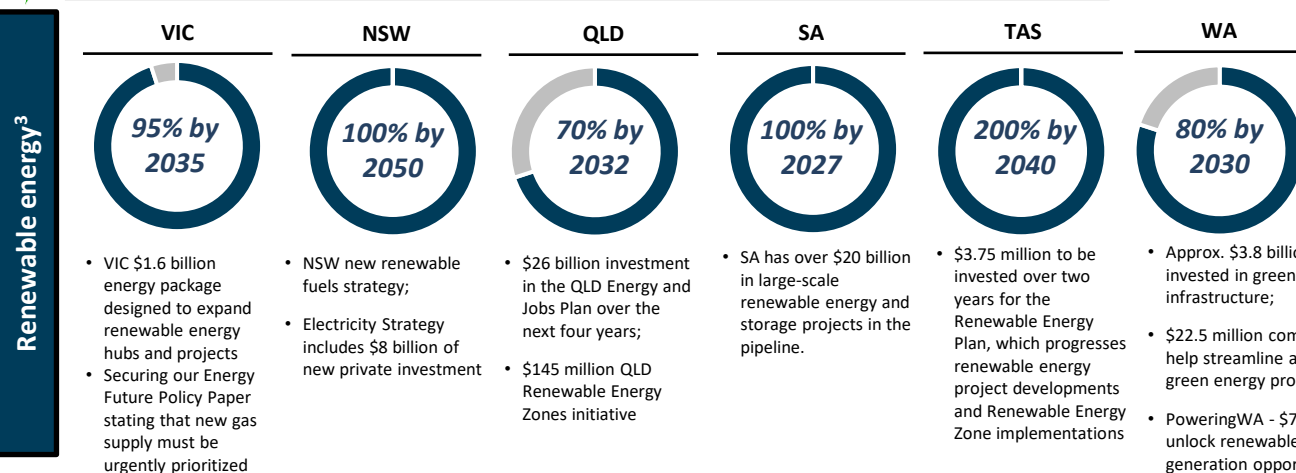 Renewable energy3
VIC
95% by
2035
• VIC $1.6 billion
energy package
designed to expand
renewable energy
hubs and projects
• Securing our Energy
Future Policy Paper
stating that new gas
supply must be
urgently prioritized
NSW
100% by
2050
• NSW new renewable
fuels strategy;
• Electricity Strategy
includes $8 billion of
new private investment
QLD
70% by
2032
• $26 billion investment
in the QLD Energy and
Jobs Plan over the
next four years;
• $145 million QLD
Renewable Energy
Zones initiative
SA
100% by
2027
• SA has over $20 billion
in large-scale
renewable energy and
storage projects in the
pipeline.
TAS
200% by
2040
• $3.75 million to be
invested over two
years for the
Renewable Energy
Plan, which progresses
renewable energy
project developments
and Renewable Energy
Zone implementations
WA
80% by
2030
• Approx. $3.8
invested in green
infrastructure;
• $22.5 million
help streamline
green energy
• PoweringWA -
unlock renewable
generation